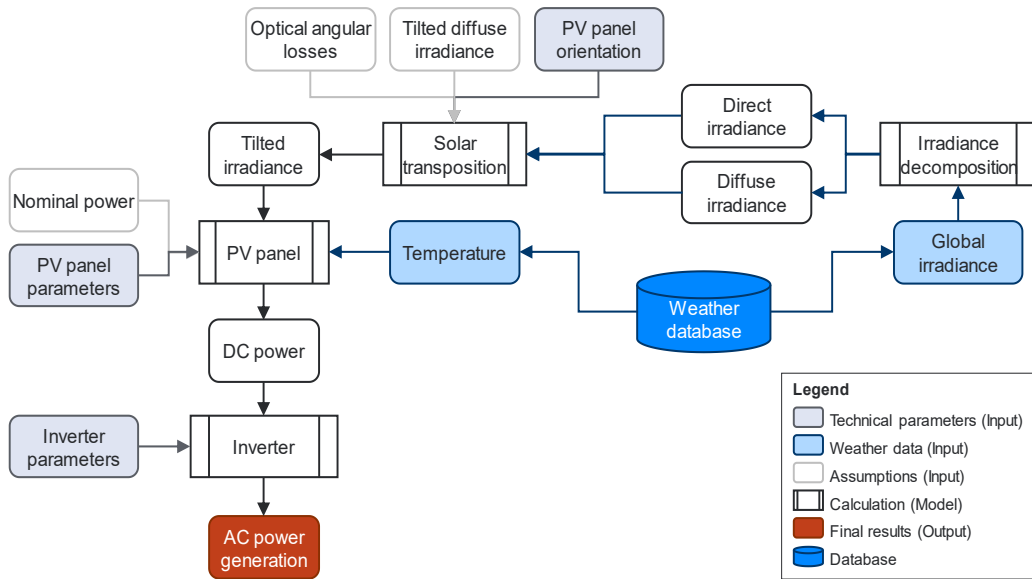 Optical angular
losses
Tilted diffuse
irradiance
PV panel
orientation
Tilted
irradiance
Solar
transposition
Direct
irradiance
Diffuse
irradiance
Irradiance
decomposition
Nominal power
PV panel
parameters
PV panel
Temperature
Global
irradiance
Weather
database
DC power
Inverter
parameters
Inverter
AC power
generation
Legend
Technical parameters (Input)
Weather data (Input)
Assumptions (Input)
Calculation (Model)
Final results (Output)
Database